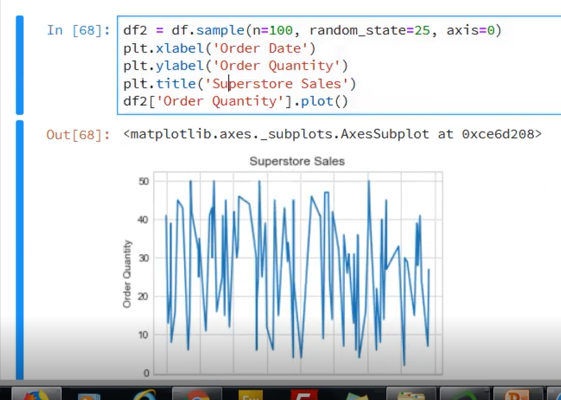 In [68]: df2 = df.sample(n=100, random_state=25, axis=0)
plt.xlabel('Order Date')
plt.ylabel('Order Quantity')
plt.title('Superstore Sales')
df2['Order Quantity'].plot()
Out[68]: <matplotlib.axes._subplots.AxesSubplot at 0xce6d208>
Superstore Sales
50
40
30
Order Quantity
20
10
0